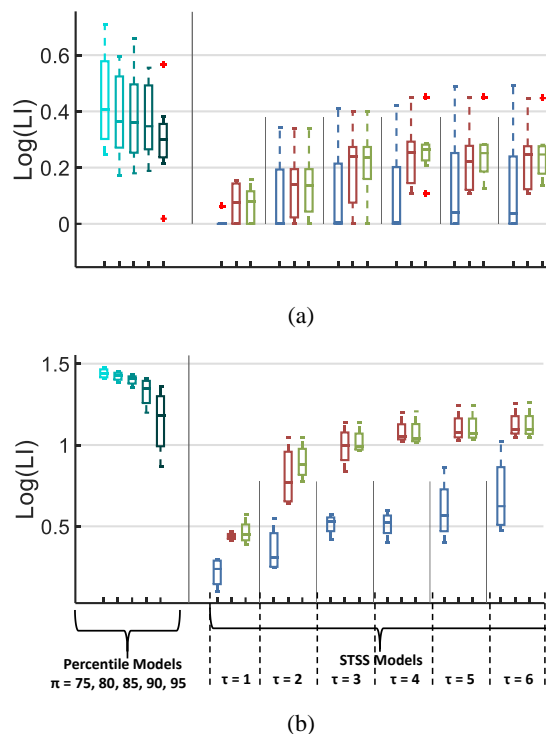 0.6
0.4
0.2
0
Log(LI)
(a)
1.5
1
0.5
Log(LI)
Percentile Models
π = 75, 80, 85, 90, 95
STSS Models
τ = 1 τ = 2 τ = 3 τ = 4 τ = 5 τ = 6
(b)